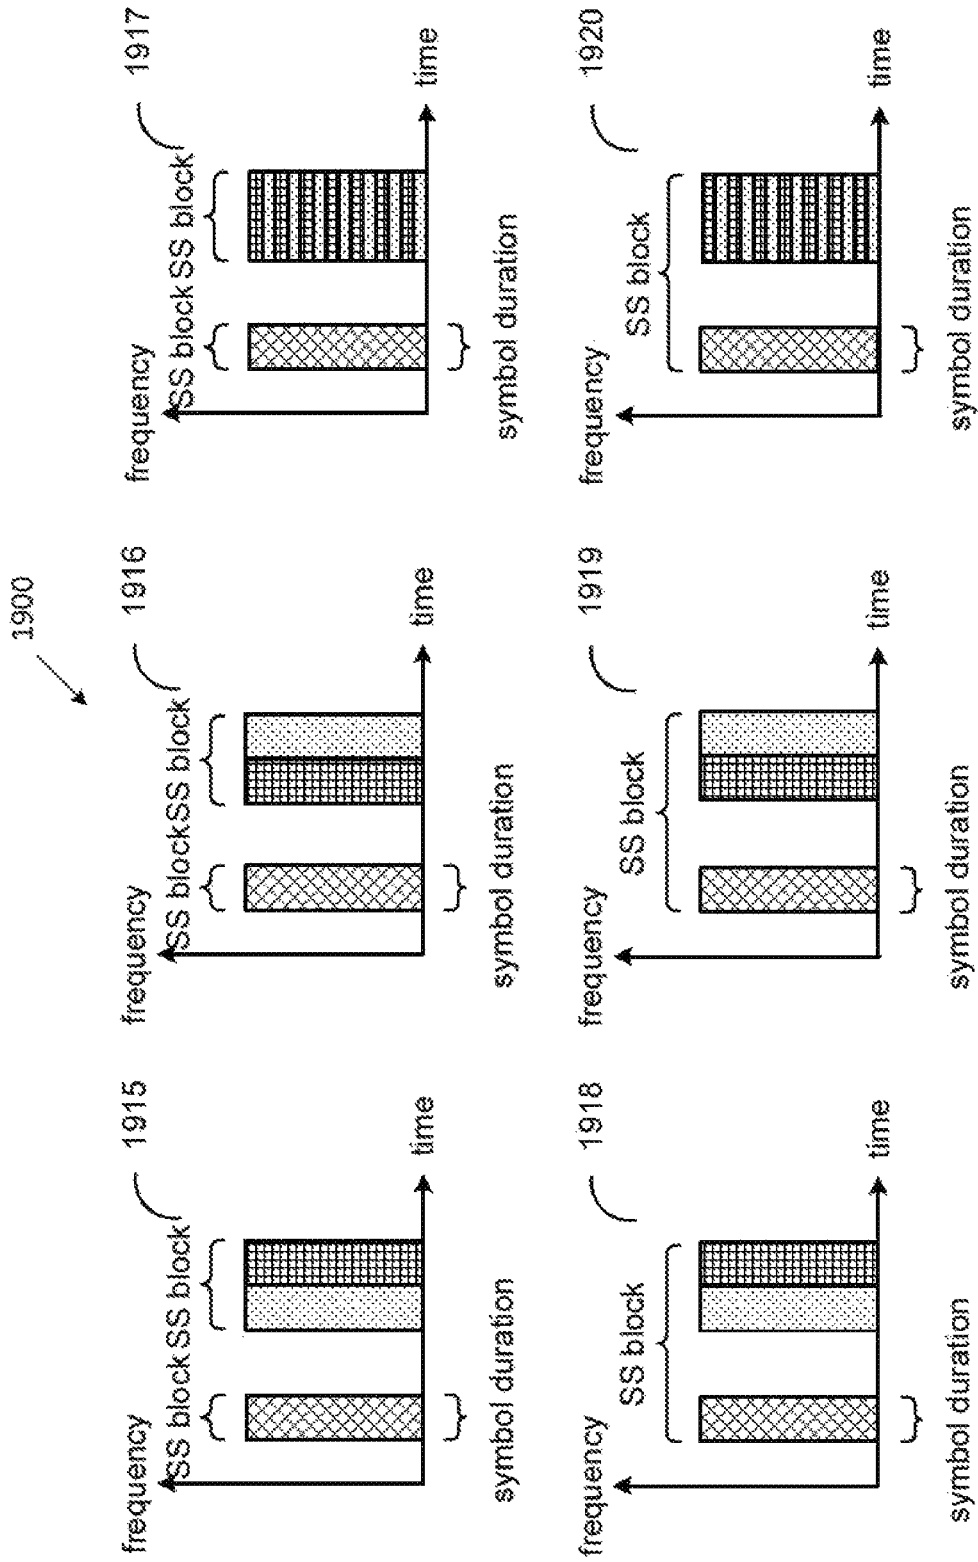 1900
frequency
SS block SS block'
1915
time
symbol duration
frequency
SS block SS block'
1916
time
symbol duration
frequency
SS block SS block'
1917
time
symbol duration
frequency
SS block
1918
time
symbol duration
frequency
SS block
1919
time
symbol duration
frequency
SS block
1920
time
symbol duration